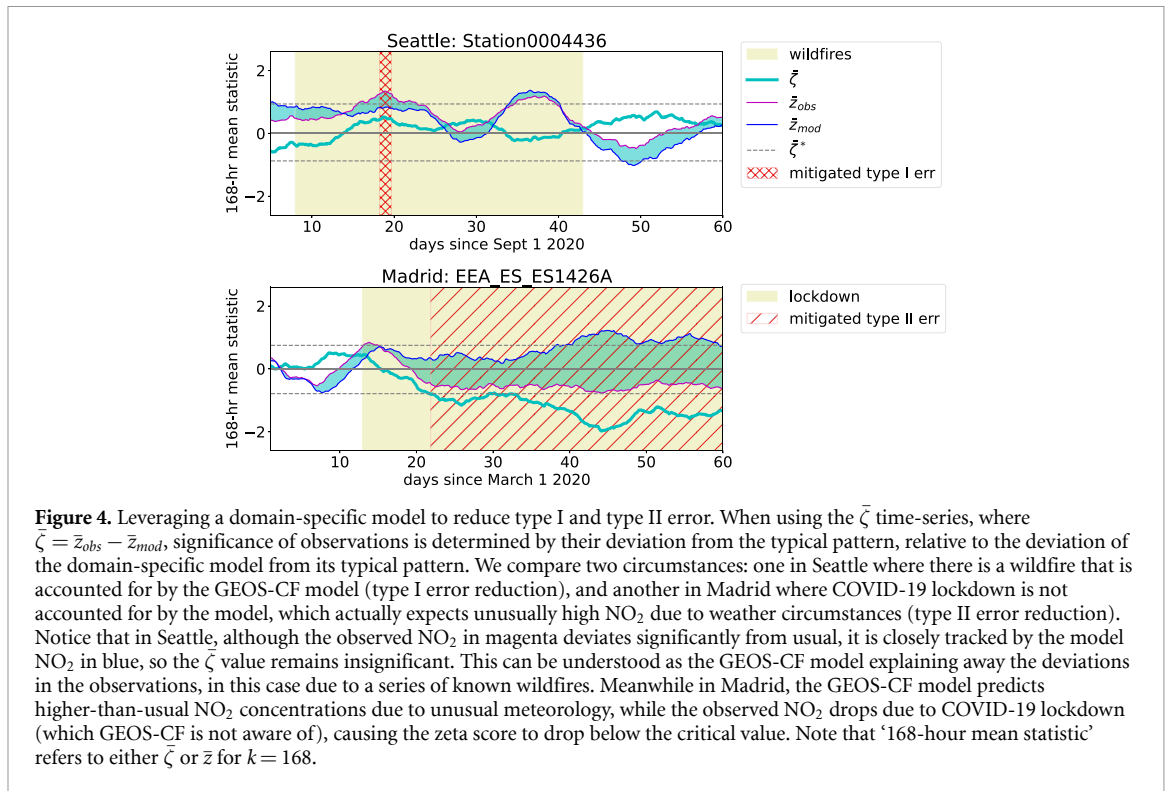 Seattle: Station0004436
168-hr mean statistic
2
0
−2
10
20
30
40
50
60
days since Sept 1 2020
wildfires
ζ̄
z̄obs
z̄mod
ζ̄*
mitigated type I err
Madrid: EEA_ES_ES1426A
168-hr mean statistic
2
0
−2
10
20
30
40
50
60
days since March 1 2020
lockdown
mitigated type II err
Figure 4. Leveraging a domain-specific model to reduce type I and type II error. When using the ζ̄ time-series, where
ζ̄ = z̄obs − z̄mod, significance of observations is determined by their deviation from the typical pattern, relative to the deviation of
the domain-specific model from its typical pattern. We compare two circumstances: one in Seattle where there is a wildfire that is
accounted for by the GEOS-CF model (type I error reduction), and another in Madrid where COVID-19 lockdown is not
accounted for by the model, which actually expects unusually high NO₂ due to weather circumstances (type II error reduction).
Notice that in Seattle, although the observed NO₂ in magenta deviates significantly from usual, it is closely tracked by the model
NO₂ in blue, so the ζ̄ value remains insignificant. This can be understood as the GEOS-CF model explaining away the deviations
in the observations, in this case due to a series of known wildfires. Meanwhile in Madrid, the GEOS-CF model predicts
higher-than-usual NO₂ concentrations due to unusual meteorology, while the observed NO₂ drops due to COVID-19 lockdown
(which GEOS-CF is not aware of), causing the zeta score to drop below the critical value. Note that ‘168-hour mean statistic’
refers to either ζ̄ or z̄ for k = 168.